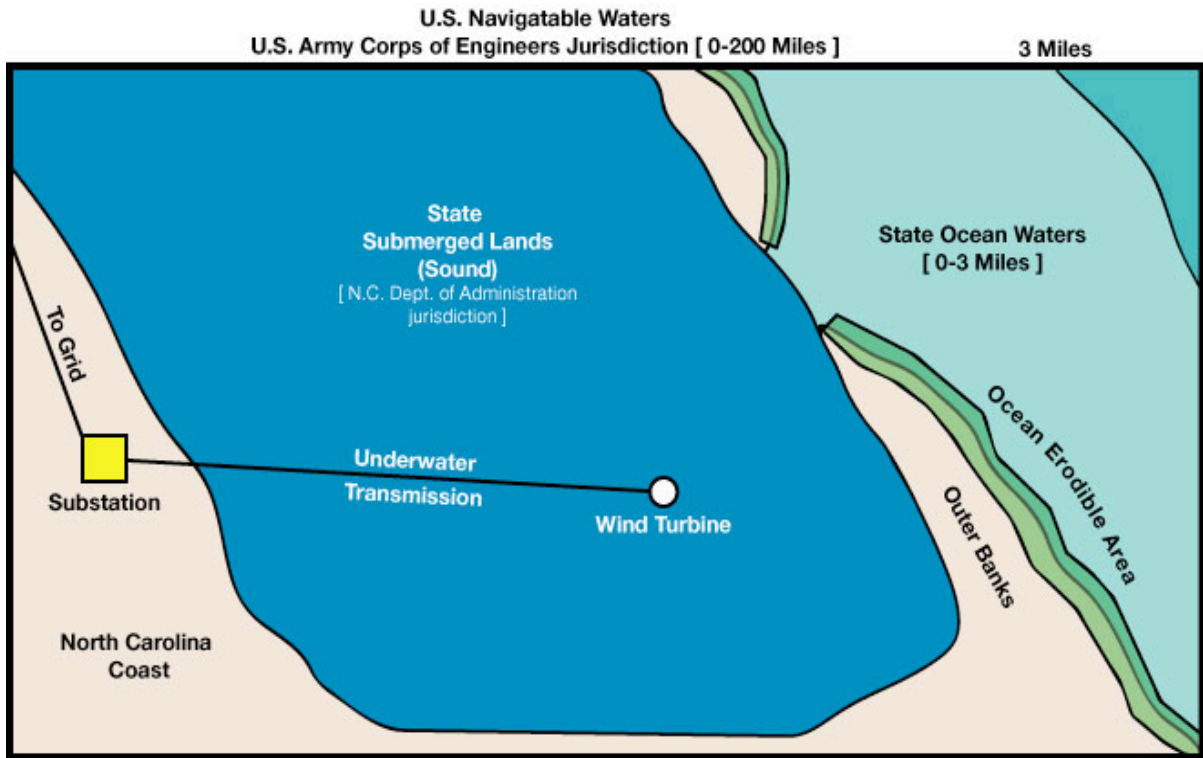 U.S. Navigatable Waters
U.S. Army Corps of Engineers Jurisdiction [ 0-200 Miles ]
3 Miles
State
Submerged Lands
(Sound)
[ N.C. Dept. of Administration
jurisdiction ]
State Ocean Waters
[ 0-3 Miles ]
To Grid
Ocean Erodible Area
Underwater
Transmission
Substation
Wind Turbine
Outer Banks
North Carolina
Coast